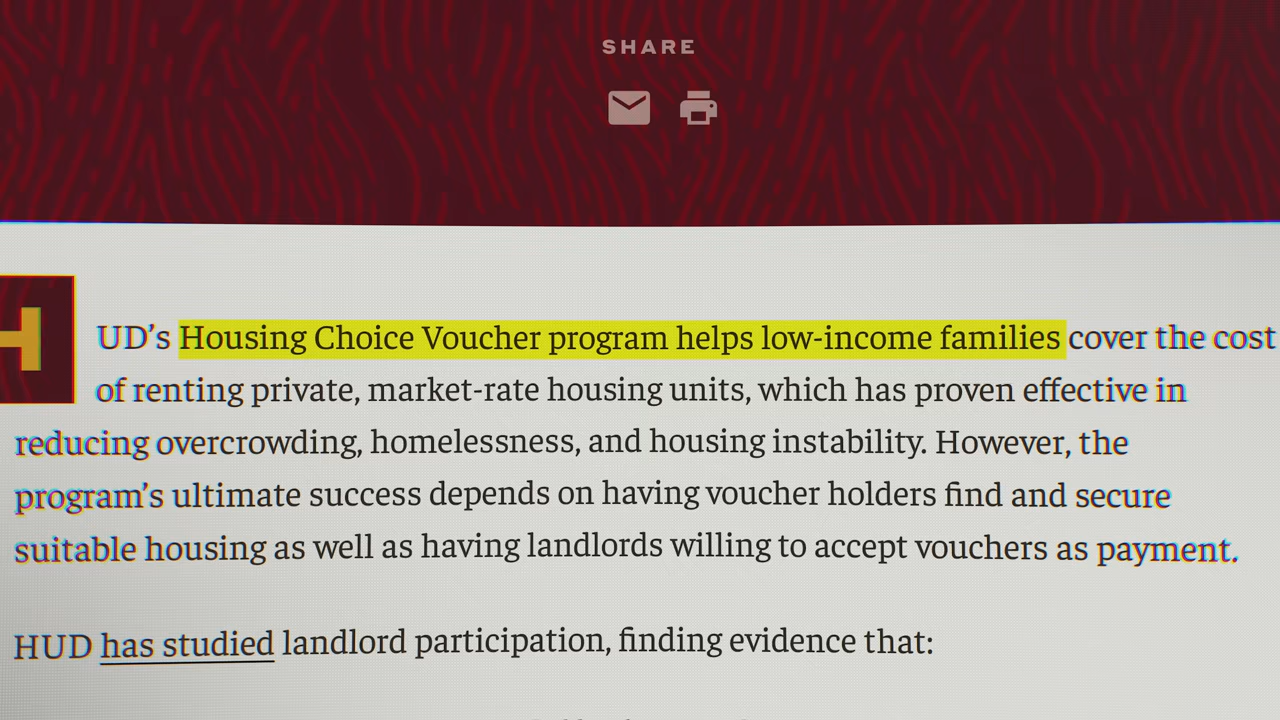 SHARE
HUD’s Housing Choice Voucher program helps low-income families cover the cost
of renting private, market-rate housing units, which has proven effective in
reducing overcrowding, homelessness, and housing instability. However, the
program’s ultimate success depends on having voucher holders find and secure
suitable housing as well as having landlords willing to accept vouchers as payment.
HUD has studied landlord participation, finding evidence that: